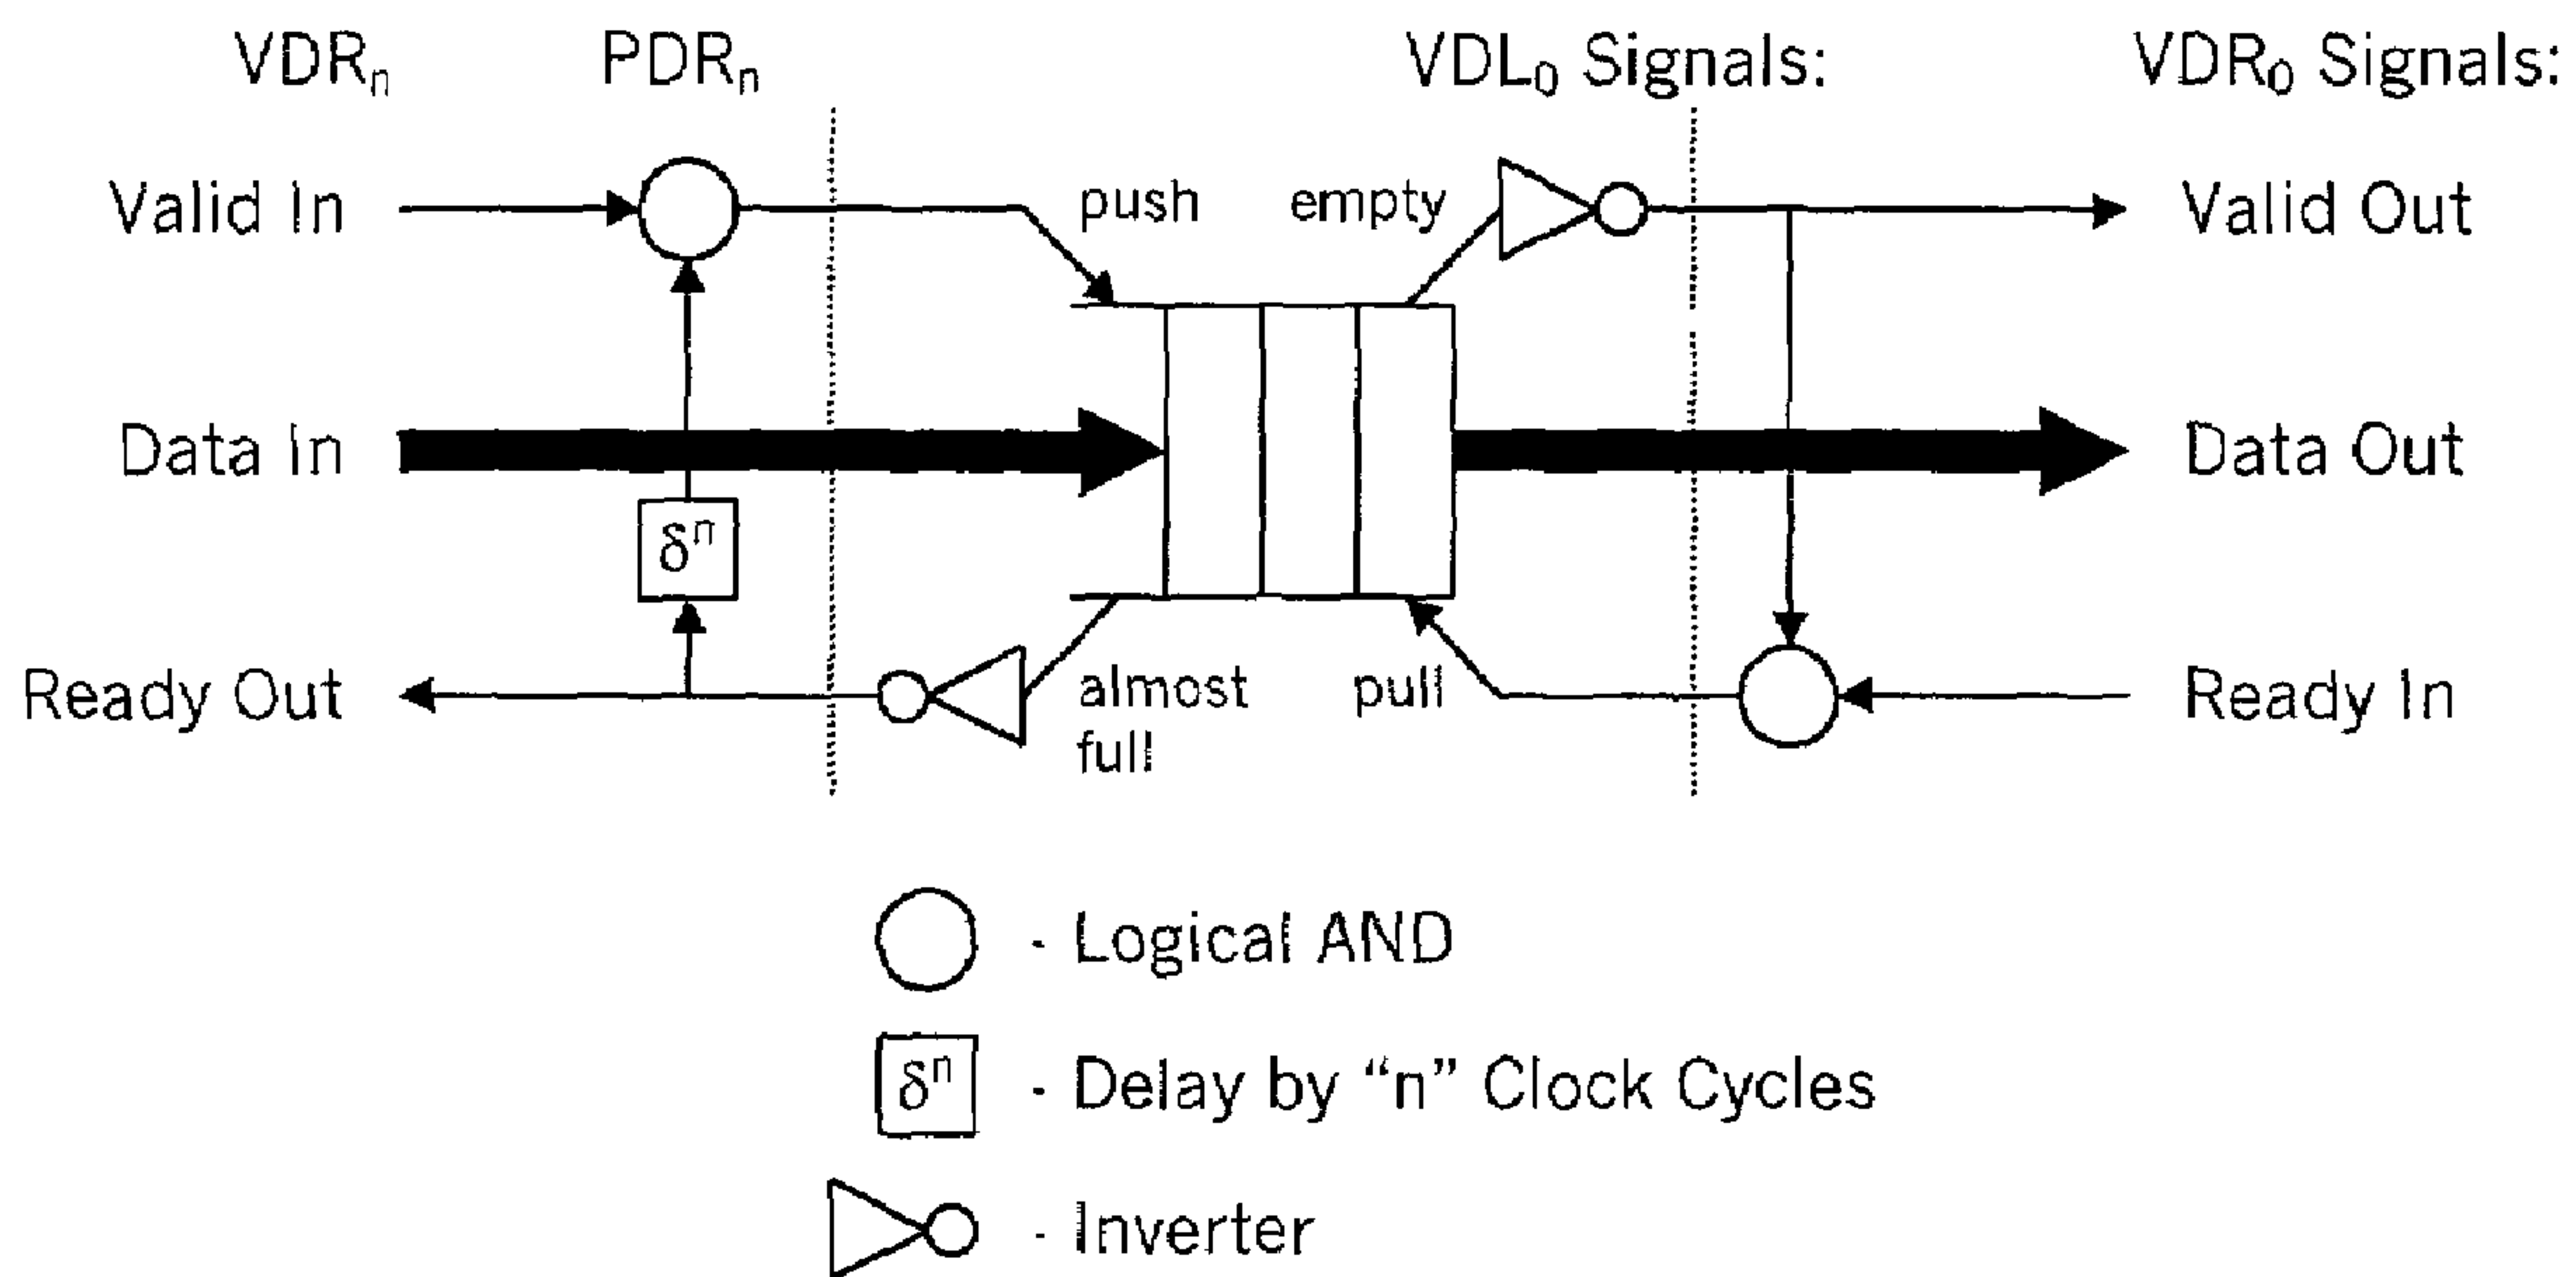 VDRₙ PDRₙ VDL₀ Signals: VDR₀ Signals:
Valid In push empty Valid Out
Data In Data Out
δⁿ
Ready Out almost pull Ready In
full
- Logical AND
δⁿ - Delay by “n” Clock Cycles
- Inverter